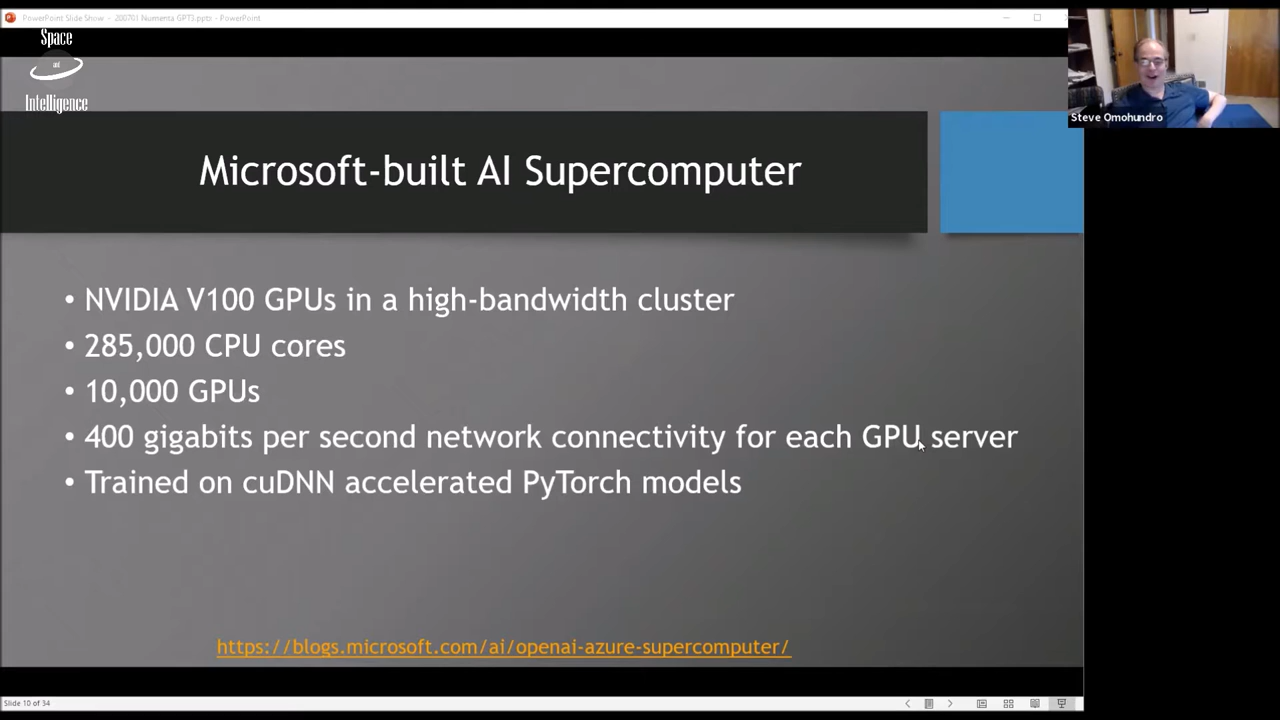 PowerPoint Slide Show - 200701 Numenta GPT3.pptx - PowerPoint
Space
and
Intelligence
Steve Omohundro
Microsoft-built AI Supercomputer
• NVIDIA V100 GPUs in a high-bandwidth cluster
• 285,000 CPU cores
• 10,000 GPUs
• 400 gigabits per second network connectivity for each GPU server
• Trained on cuDNN accelerated PyTorch models
https://blogs.microsoft.com/ai/openai-azure-supercomputer/
Slide 10 of 34